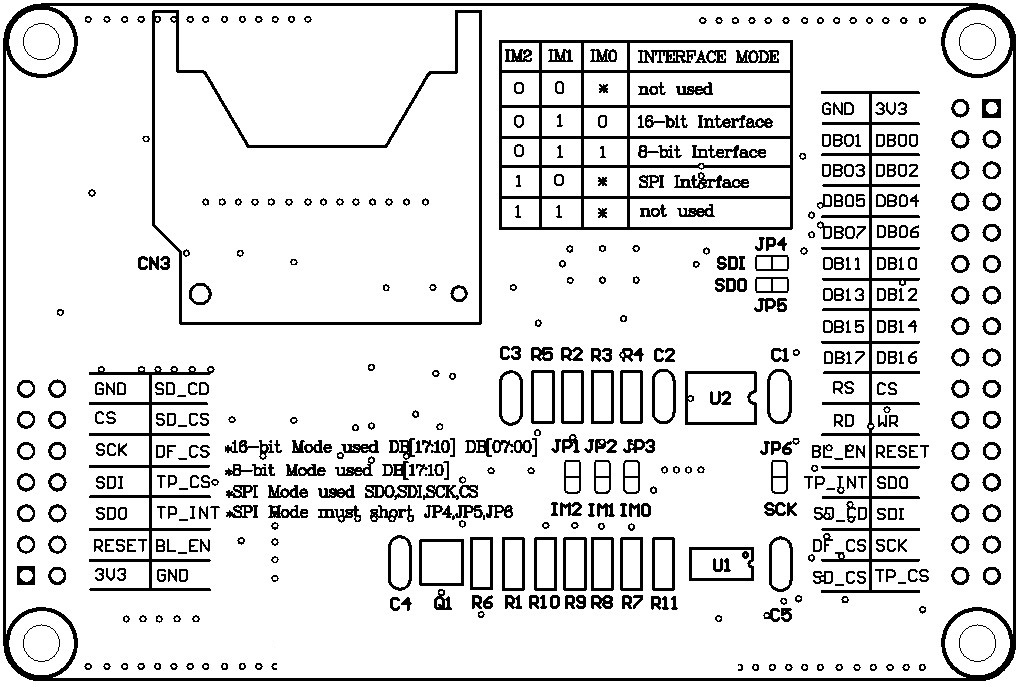 IM2 IM1 IM0 INTERFACE MODE
0 0 * not used
0 1 0 16-bit Interface
0 1 1 8-bit Interface
1 0 * SPI Interface
1 1 * not used
CN3
JP4
SDI
SDO
JP5
GND 3V3
DB01 DB00
DB03 DB02
DB05 DB04
DB07 DB06
DB11 DB10
DB13 DB12
DB15 DB14
DB17 DB16
RS CS
RD WR
BL_EN RESET
TP_INT SDO
SD_CD SDI
DF_CS SCK
SD_CS TP_CS
C3 R5 R2 R3 R4 C2 C1
U2
GND SD_CD
CS SD_CS
SCK DF_CS
SDI TP_CS
SDO TP_INT
RESET BL_EN
3V3 GND
*16-bit Mode used DB[17:10] DB[07:00]
*8-bit Mode used DB[17:10]
*SPI Mode used SDO,SDI,SCK,CS
*SPI Mode must short JP4,JP5,JP6
JP1 JP2 JP3 JP6
IM2 IM1 IM0 SCK
U1
C4 Q1 R6 R1 R10 R9 R8 R7 R11 C5